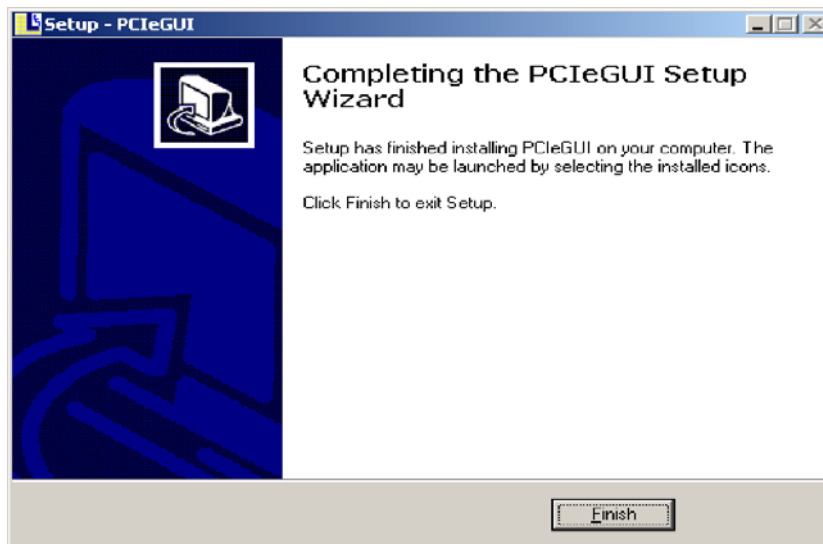 Setup - PCIeGUI
Completing the PCIeGUI Setup
Wizard
Setup has finished installing PCIeGUI on your computer. The
application may be launched by selecting the installed icons.
Click Finish to exit Setup.
Finish